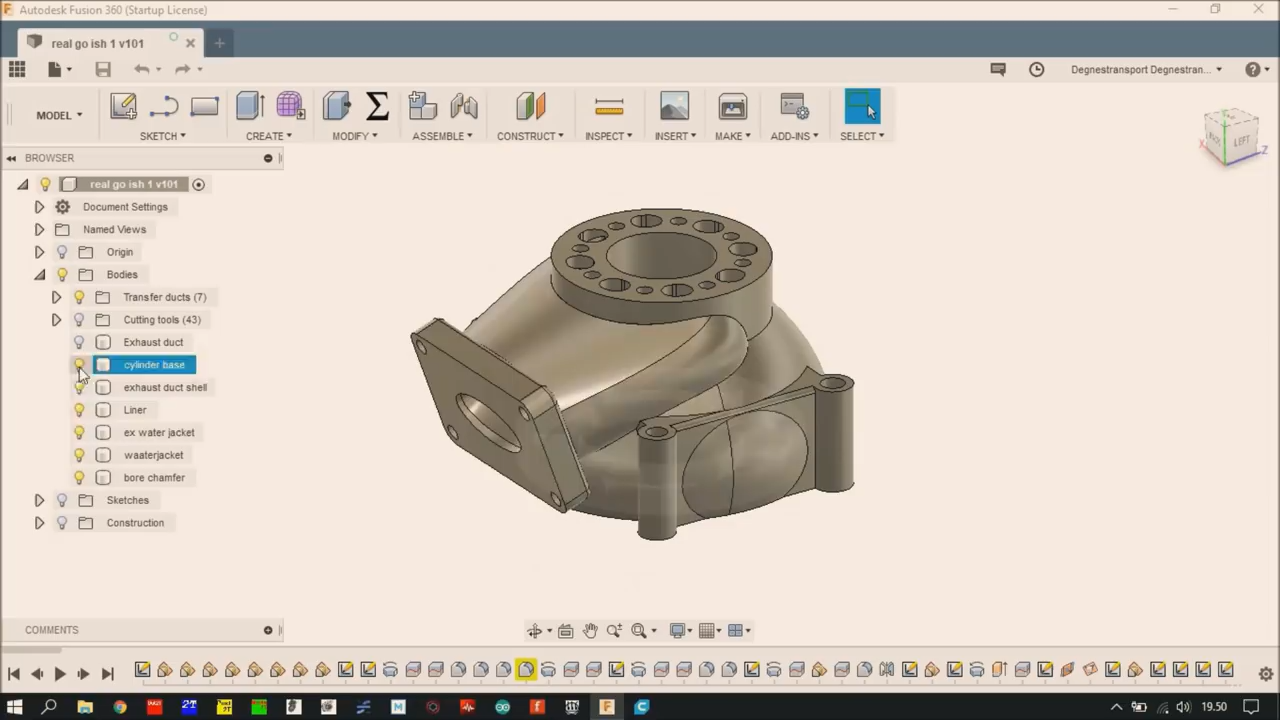 Autodesk Fusion 360 (Startup License)
real go ish 1 v101
Degnestransport Degnestran...
MODEL
SKETCH
CREATE
MODIFY
ASSEMBLE
CONSTRUCT
INSPECT
INSERT
MAKE
ADD-INS
SELECT
BROWSER
real go ish 1 v101
Document Settings
Named Views
Origin
Bodies
Transfer ducts (7)
Cutting tools (43)
Exhaust duct
cylinder base
exhaust duct shell
Liner
ex water jacket
waaterjacket
bore chamfer
Sketches
Construction
LEFT
X
Z
COMMENTS
2T
19.50